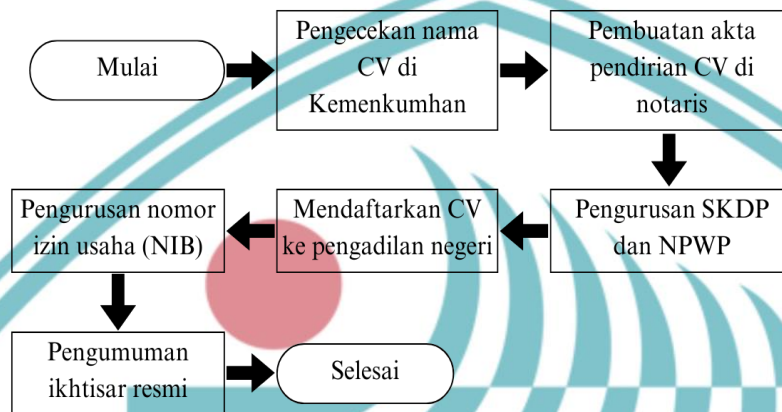 Mulai
Pengecekan nama
CV di
Kemenkumhan
Pembuatan akta
pendirian CV di
notaris
Pengurusan SKDP
dan NPWP
Mendaftarkan CV
ke pengadilan negeri
Pengurusan nomor
izin usaha (NIB)
Pengumuman
ikhtisar resmi
Selesai